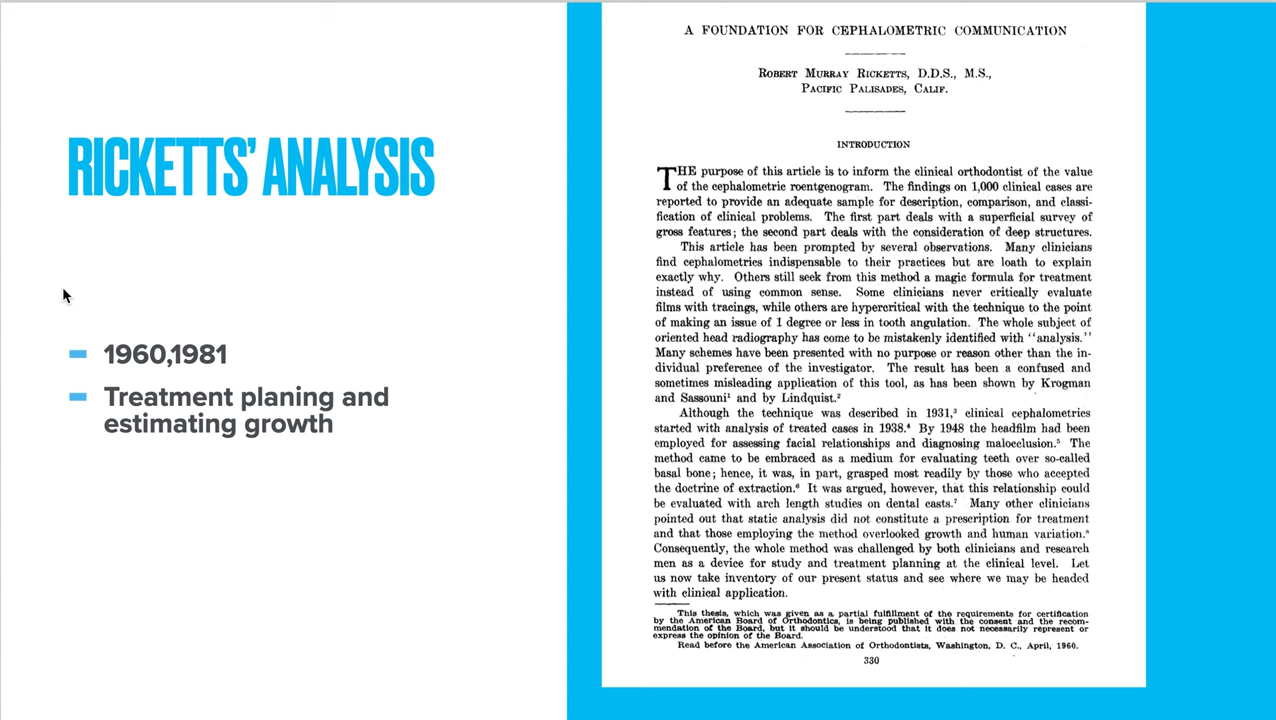 RICKETTS' ANALYSIS
1960,1981
Treatment planing and
estimating growth
A FOUNDATION FOR CEPHALOMETRIC COMMUNICATION
ROBERT MURRAY RICKETTS, D.D.S., M.S.,
PACIFIC PALISADES, CALIF.
INTRODUCTION
THE purpose of this article is to inform the clinical orthodontist of the value
of the cephalometric roentgenogram. The findings on 1,000 clinical cases are
reported to provide an adequate sample for description, comparison, and classi-
fication of clinical problems. The first part deals with a superficial survey of
gross features; the second part deals with the consideration of deep structures.
This article has been prompted by several observations. Many clinicians
find cephalometrics indispensable to their practices but are loath to explain
exactly why. Others still seek from this method a magic formula for treatment
instead of using common sense. Some clinicians never critically evaluate
films with tracings, while others are hypercritical with the technique to the point
of making an issue of 1 degree or less in tooth angulation. The whole subject of
oriented head radiography has come to be mistakenly identified with ''analysis.''
Many schemes have been presented with no purpose or reason other than the in-
dividual preference of the investigator. The result has been a confused and
sometimes misleading application of this tool, as has been shown by Krogman
and Sassouni¹ and by Lindquist.²
Although the technique was described in 1931,³ clinical cephalometrics
started with analysis of treated cases in 1938.⁴ By 1948 the headfilm had been
employed for assessing facial relationships and diagnosing malocclusion.⁵ The
method came to be embraced as a medium for evaluating teeth over so-called
basal bone; hence, it was, in part, grasped most readily by those who accepted
the doctrine of extraction.⁶ It was argued, however, that this relationship could
be evaluated with arch length studies on dental casts.⁷ Many other clinicians
pointed out that static analysis did not constitute a prescription for treatment
and that those employing the method overlooked growth and human variation.⁸
Consequently, the whole method was challenged by both clinicians and research
men as a device for study and treatment planning at the clinical level. Let
us now take inventory of our present status and see where we may be headed
with clinical application.
This thesis, which was given as a partial fulfillment of the requirements for certification
by the American Board of Orthodontics, is being published with the consent and the recom-
mendation of the Board, but it should be understood that it does not necessarily represent or
express the opinion of the Board.
Read before the American Association of Orthodontists, Washington, D. C., April, 1960.
330